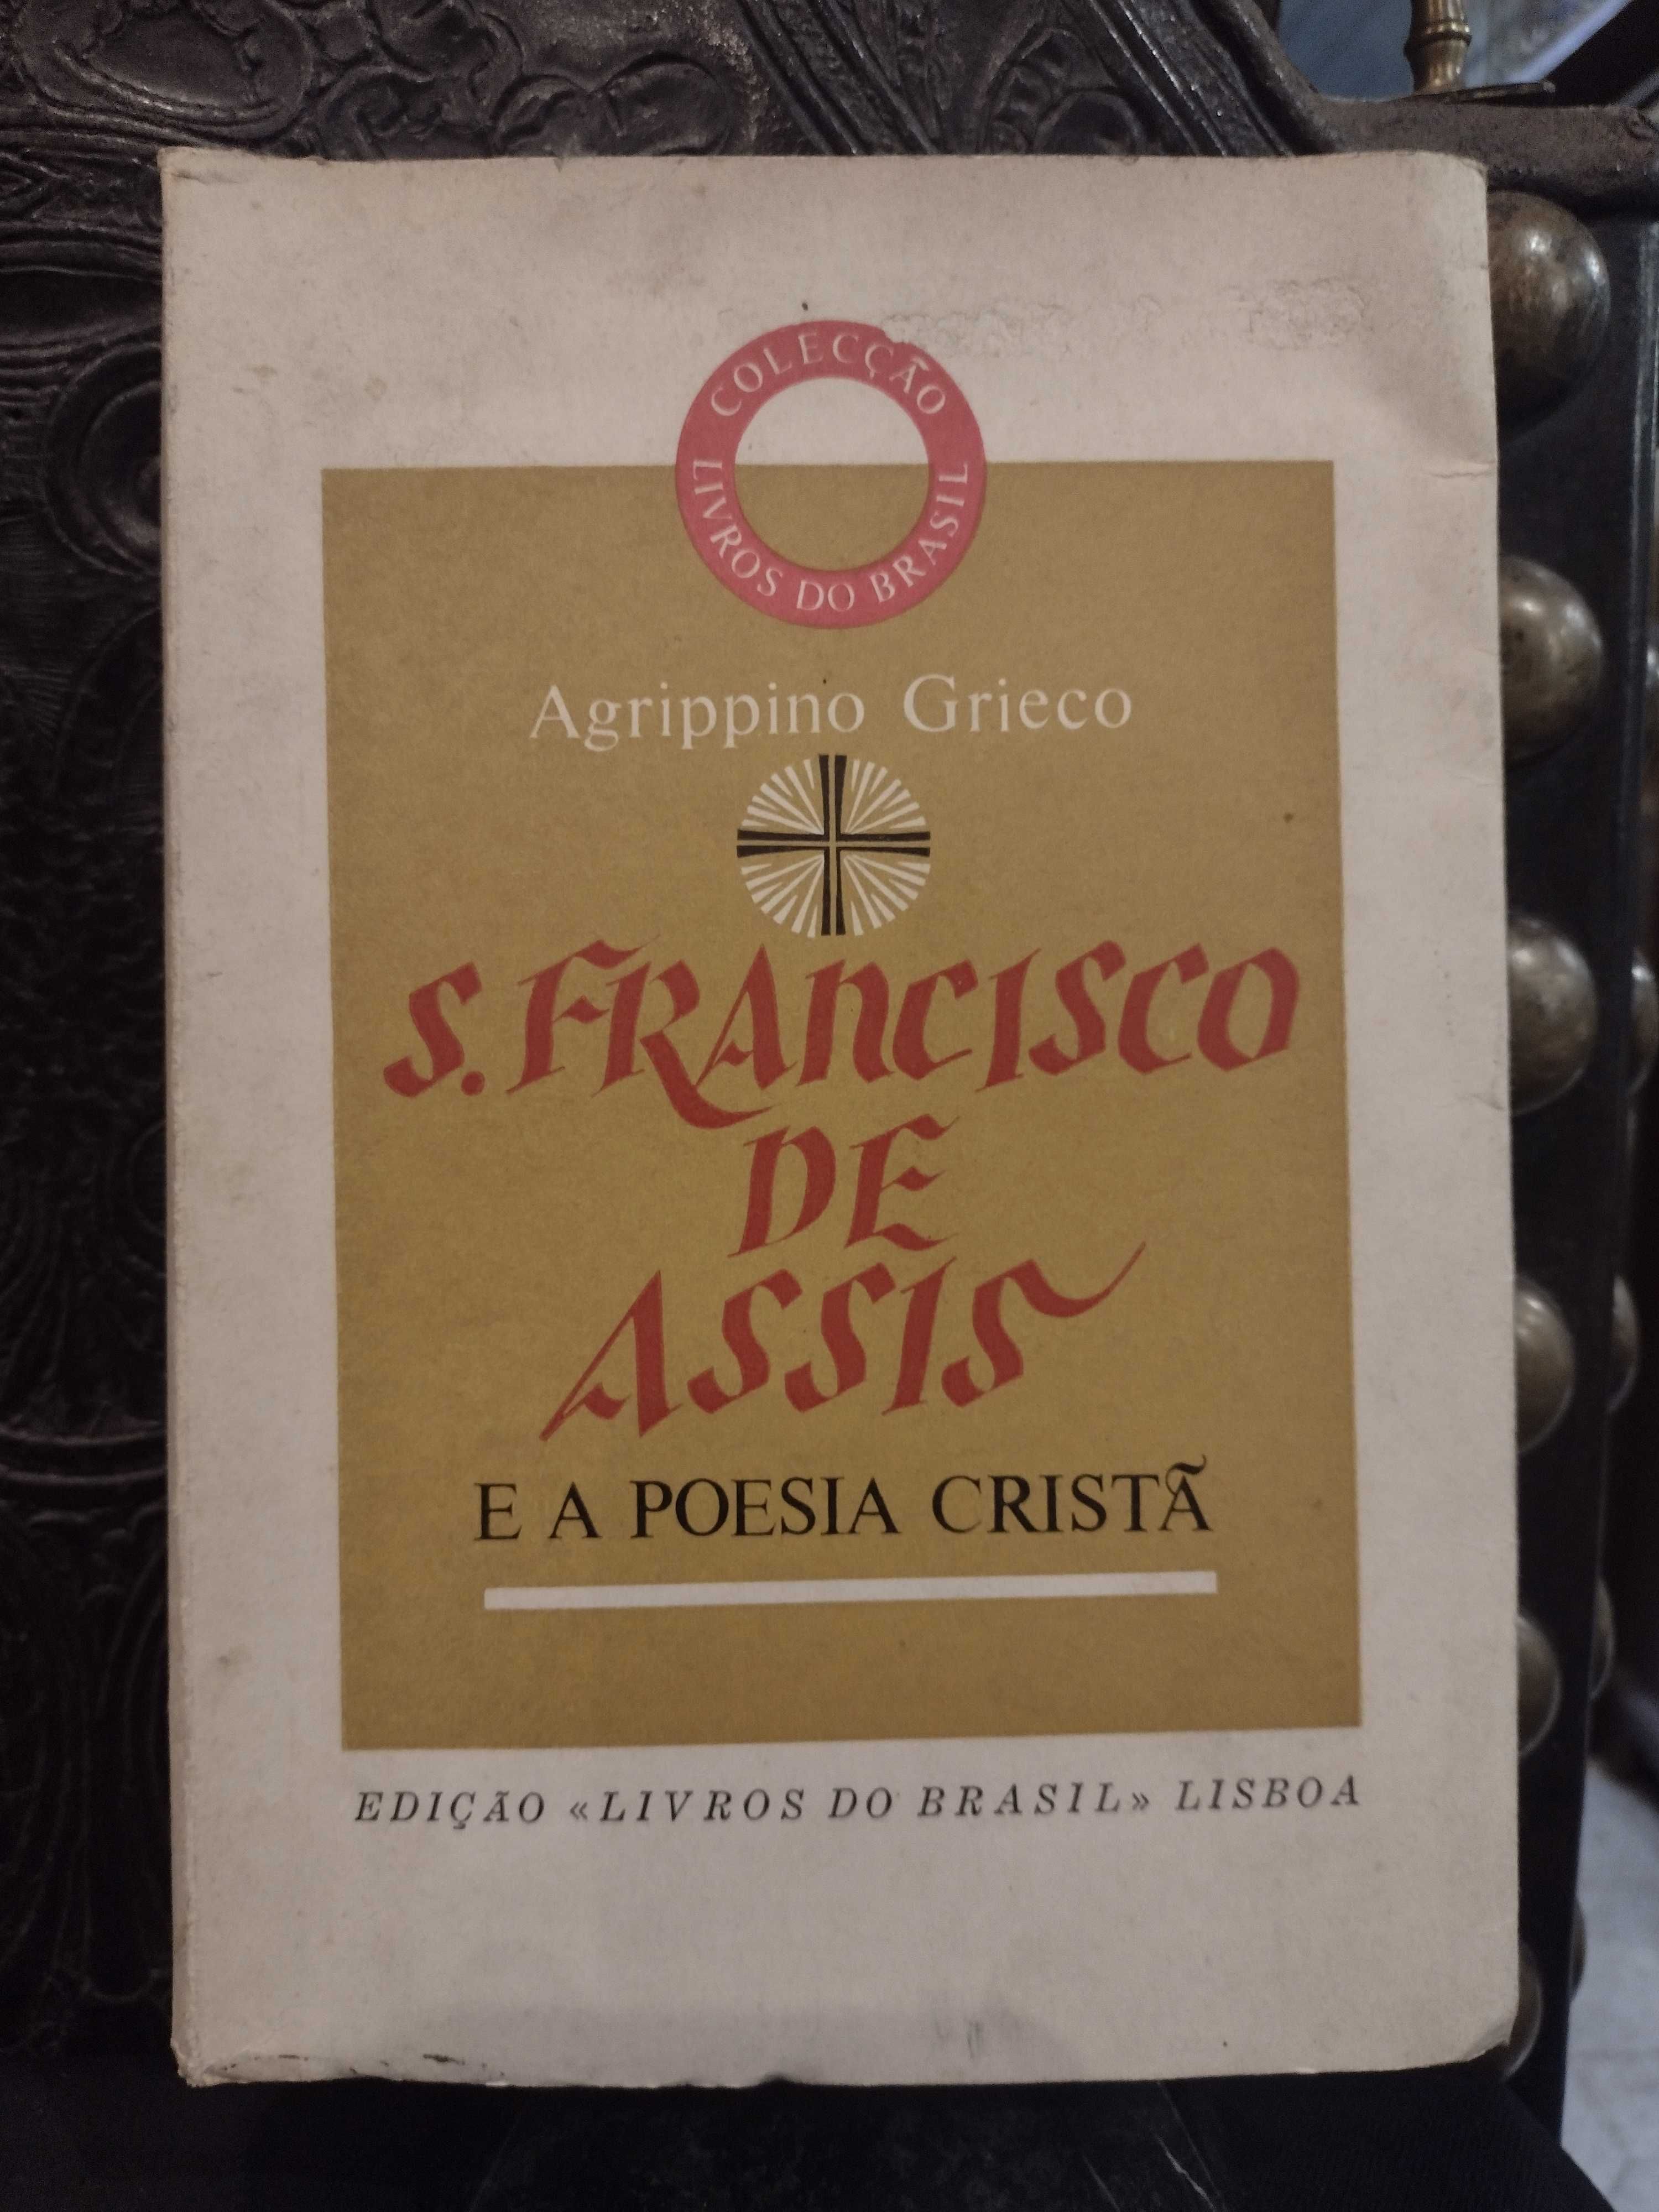 COLECÇÃO
LIVROS DO BRASIL
Agrippino Grieco
S. FRANCISCO
DE
ASSIS
E A POESIA CRISTÃ
EDIÇÃO «LIVROS DO BRASIL» LISBOA